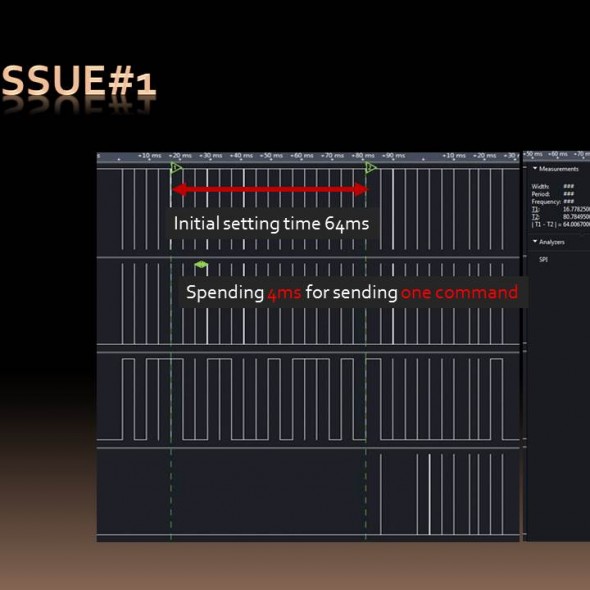 SSUE#1
+10 ms +20 ms +30 ms +40 ms +50 ms +60 ms +70 ms +80 ms +90 ms +10 ms +20 ms +30
+50 ms +60 ms +70 m
Initial setting time 64ms
Spending 4ms for sending one command
Measurements
Width: ###
Period: ###
Frequency: ###
T1: 16.778250
T2: 80.784950
| T1 - T2 | = 64.006700
Analyzers
SPI